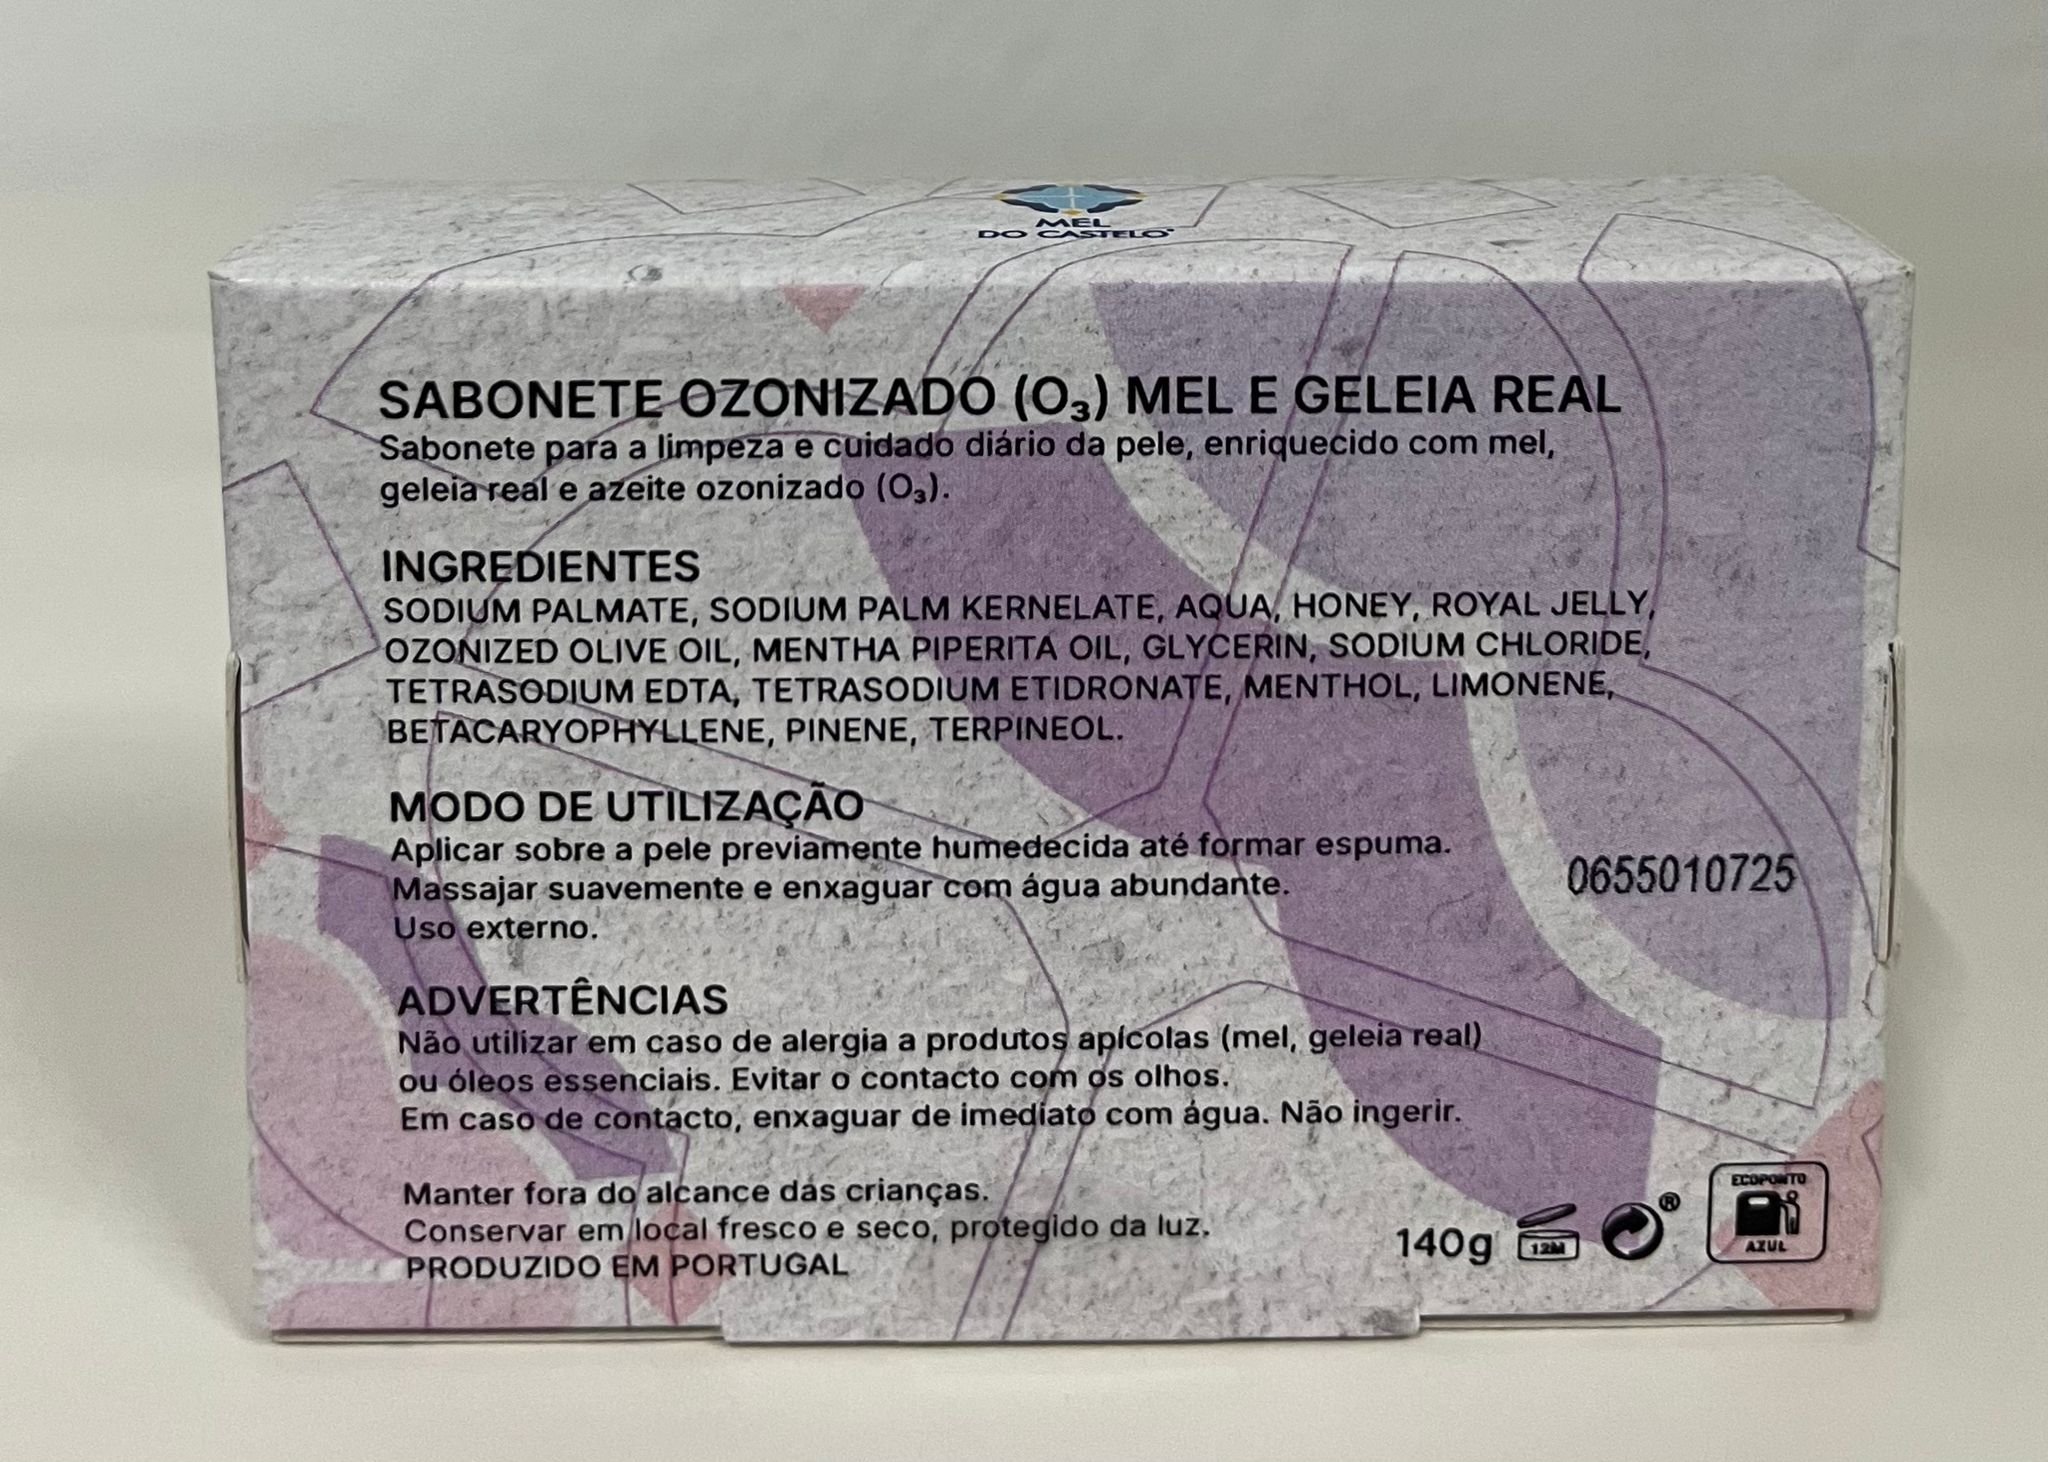 MEL
DO CASTELO®
SABONETE OZONIZADO (O₃) MEL E GELEIA REAL
Sabonete para a limpeza e cuidado diário da pele, enriquecido com mel,
geleia real e azeite ozonizado (O₃).
INGREDIENTES
SODIUM PALMATE, SODIUM PALM KERNELATE, AQUA, HONEY, ROYAL JELLY,
OZONIZED OLIVE OIL, MENTHA PIPERITA OIL, GLYCERIN, SODIUM CHLORIDE,
TETRASODIUM EDTA, TETRASODIUM ETIDRONATE, MENTHOL, LIMONENE,
BETACARYOPHYLLENE, PINENE, TERPINEOL.
MODO DE UTILIZAÇÃO
Aplicar sobre a pele previamente humedecida até formar espuma.
Massajar suavemente e enxaguar com água abundante.
Uso externo.
0655010725
ADVERTÊNCIAS
Não utilizar em caso de alergia a produtos apícolas (mel, geleia real)
ou óleos essenciais. Evitar o contacto com os olhos.
Em caso de contacto, enxaguar de imediato com água. Não ingerir.
Manter fora do alcance das crianças.
Conservar em local fresco e seco, protegido da luz.
PRODUZIDO EM PORTUGAL
140g
12M
®
ECOPONTO
AZUL